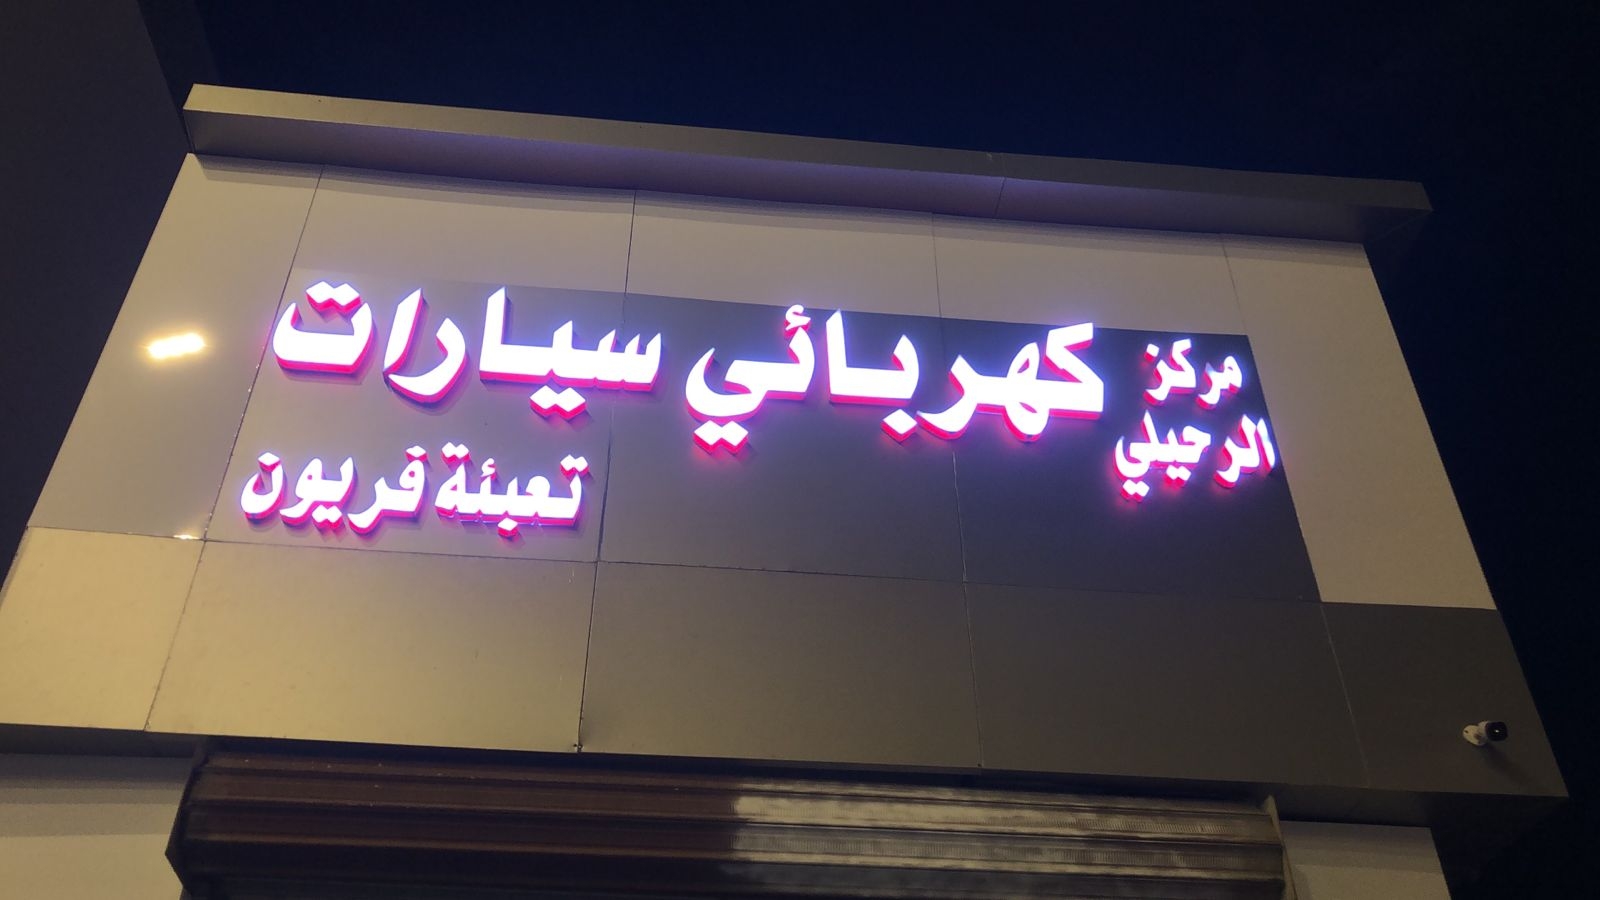 مركز
الرحيلي
كهربائي سيارات
تعبئة فريون